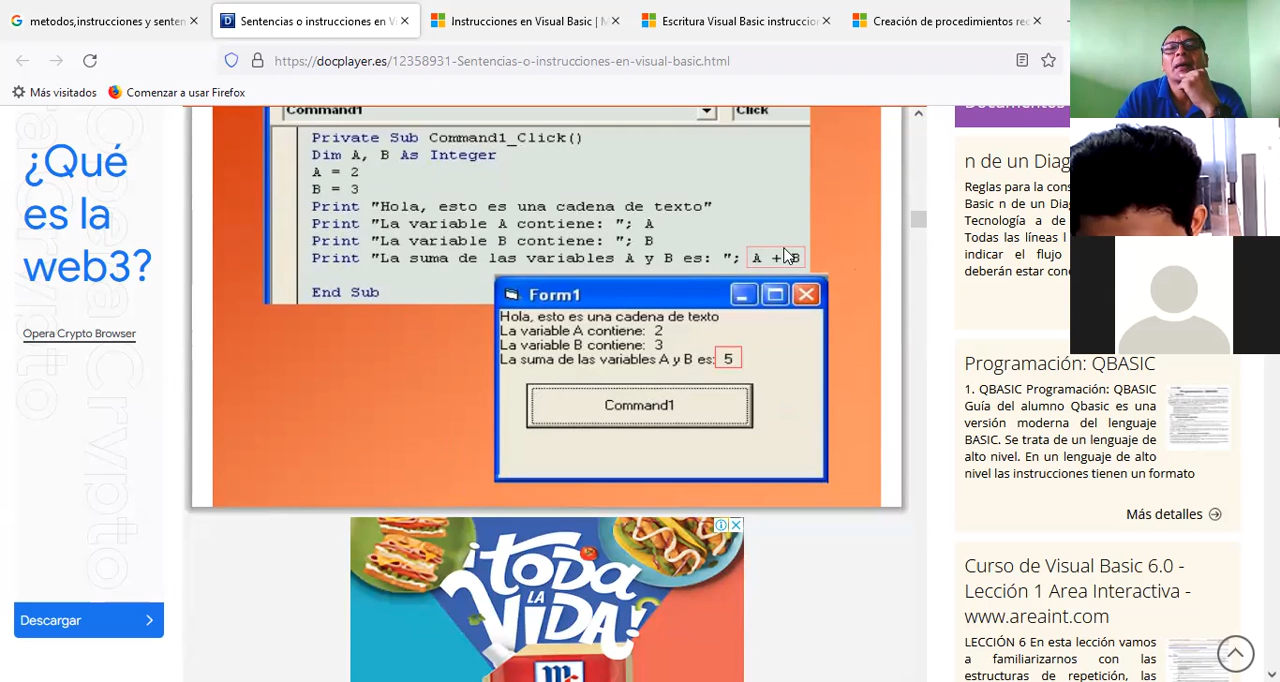 metodos,instrucciones y senten
Sentencias o instrucciones en V
Instrucciones en Visual Basic | M
Escritura Visual Basic instruccion
Creación de procedimientos rec
https://docplayer.es/12358931-Sentencias-o-instrucciones-en-visual-basic.html
Más visitados
Comenzar a usar Firefox
¿Qué
es la
web3?
Opera Crypto Browser
Descargar
Command1
Click
Private Sub Command1_Click()
Dim A, B As Integer
A = 2
B = 3
Print "Hola, esto es una cadena de texto"
Print "La variable A contiene: "; A
Print "La variable B contiene: "; B
Print "La suma de las variables A y B es: "; A + B
End Sub
Form1
Hola, esto es una cadena de texto
La variable A contiene: 2
La variable B contiene: 3
La suma de las variables A y B es: 5
Command1
¡TODA
LA
VIDA!
n de un Diag
Reglas para la cons
Basic n de un Diag
Tecnología a de
Todas las líneas l
indicar el flujo
deberán estar con
Programación: QBASIC
1. QBASIC Programación: QBASIC
Guía del alumno Qbasic es una
versión moderna del lenguaje
BASIC. Se trata de un lenguaje de
alto nivel. En un lenguaje de alto
nivel las instrucciones tienen un formato
Más detalles
Curso de Visual Basic 6.0 -
Lección 1 Area Interactiva -
www.areaint.com
LECCIÓN 6 En esta lección vamos
a familiarizarnos con las
estructuras de repetición, las